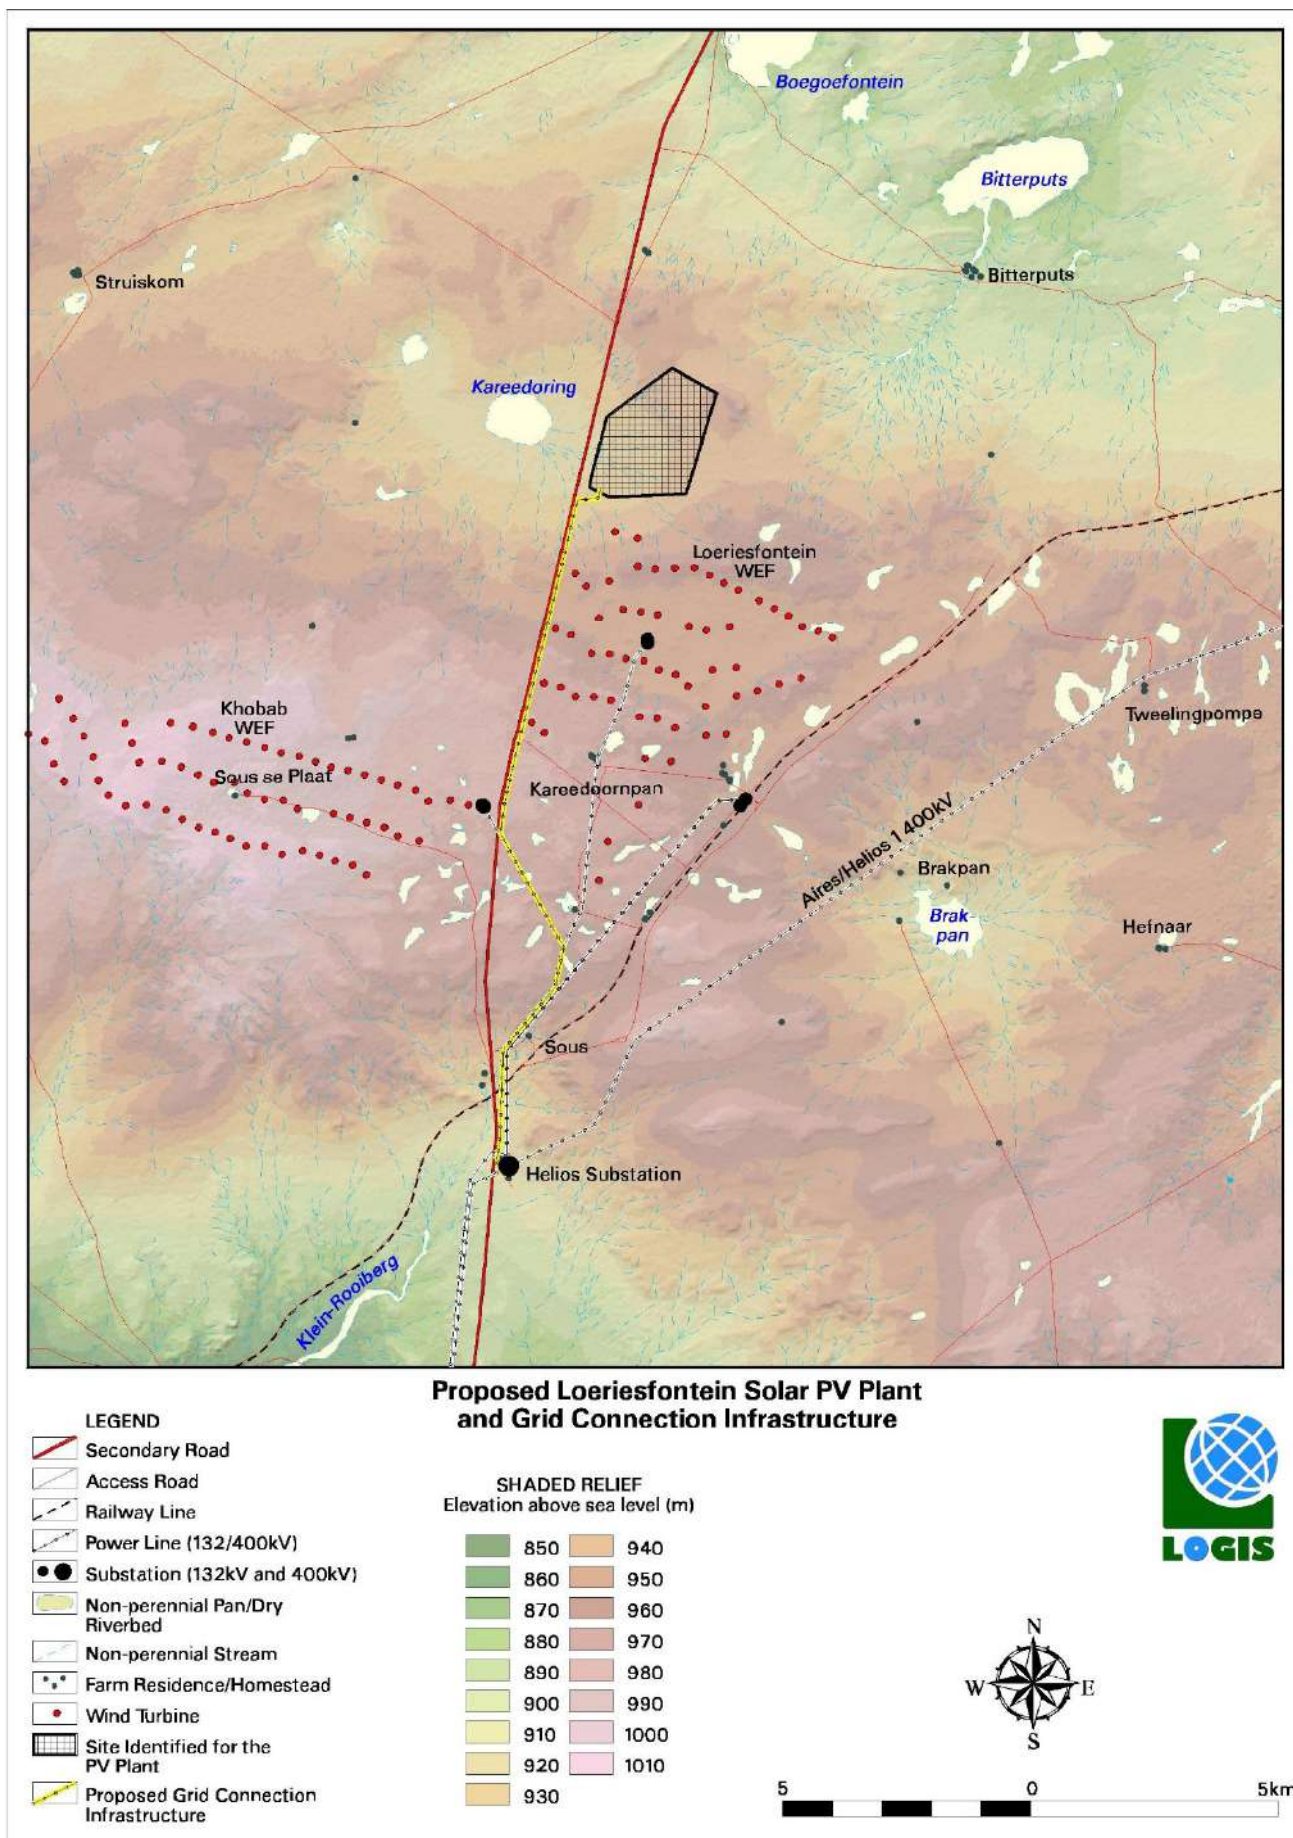 Boegoefontein
Bitterputs
Bitterputs
Struiskom
Kareedoring
Loeriesfontein
WEF
Khobab
WEF
Tweelingpompe
Sous se Plaat
Kareedoornpan
Aires/Helios 1 400kV
Brakpan
Brak-
pan
Hefnaar
Sous
Helios Substation
Klein-Rooiberg
Proposed Loeriesfontein Solar PV Plant
and Grid Connection Infrastructure
LEGEND
Secondary Road
Access Road
Railway Line
Power Line (132/400kV)
Substation (132kV and 400kV)
Non-perennial Pan/Dry
Riverbed
Non-perennial Stream
Farm Residence/Homestead
Wind Turbine
Site Identified for the
PV Plant
Proposed Grid Connection
Infrastructure
SHADED RELIEF
Elevation above sea level (m)
850 940
860 950
870 960
880 970
890 980
900 990
910 1000
920 1010
930
LOGIS
N
W E
S
5 0 5km